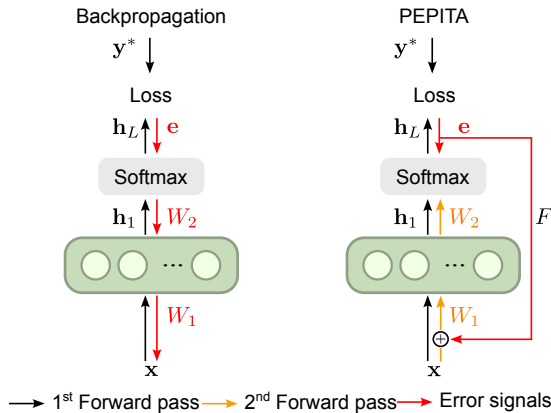 Backpropagation
y*
Loss
h_L e
Softmax
h_1 W_2
...
W_1
x
PEPITA
y*
Loss
h_L e
Softmax
h_1 W_2 F
...
W_1
+
x
1st Forward pass 2nd Forward pass Error signals